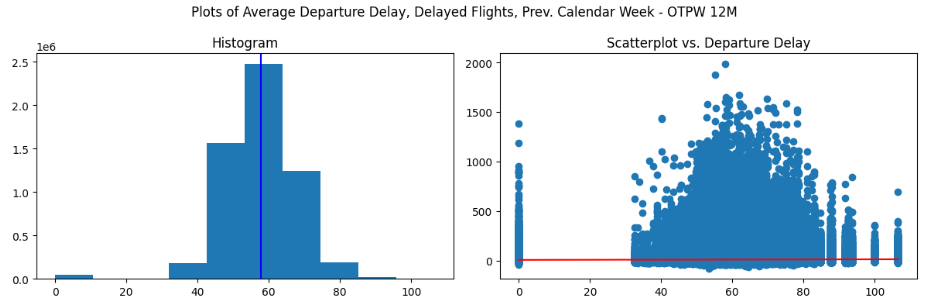 Plots of Average Departure Delay, Delayed Flights, Prev. Calendar Week - OTPW 12M
Histogram
1e6
2.5
2.0
1.5
1.0
0.5
0.0
0 20 40 60 80 100
Scatterplot vs. Departure Delay
2000
1500
1000
500
0
0 20 40 60 80 100